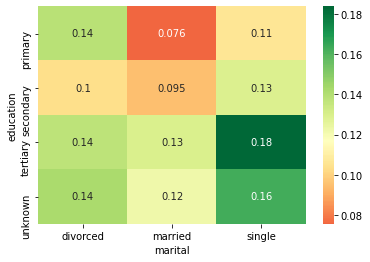 education
primary
secondary
tertiary
unknown
0.14 0.076 0.11
0.1 0.095 0.13
0.14 0.13 0.18
0.14 0.12 0.16
divorced married single
marital
0.18
0.16
0.14
0.12
0.10
0.08